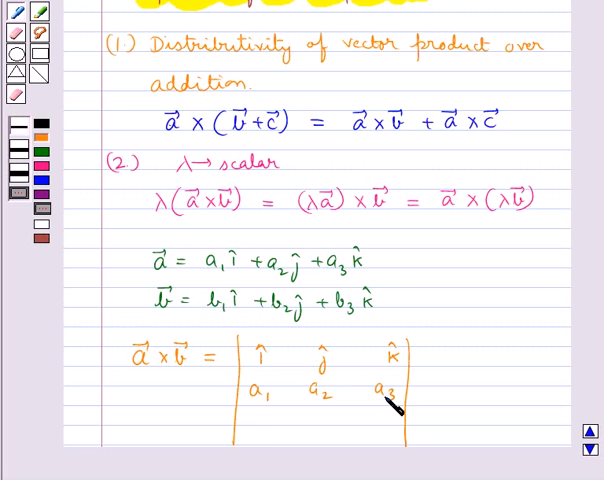 (1.) Distributivity of vector product over
addition.
a⃗ × (b⃗ + c⃗) = a⃗ × b⃗ + a⃗ × c⃗
(2.) λ → scalar
λ(a⃗ × b⃗) = (λa⃗) × b⃗ = a⃗ × (λb⃗)
a⃗ = a₁î + a₂ĵ + a₃k̂
b⃗ = b₁î + b₂ĵ + b₃k̂
a⃗ × b⃗ = | î ĵ k̂ |
a₁ a₂ a₃